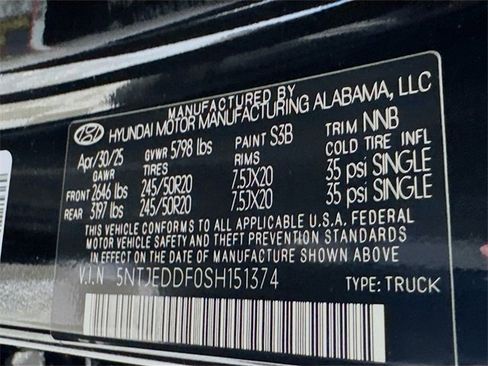 MANUFACTURED BY
HYUNDAI MOTOR MANUFACTURING ALABAMA, LLC
Apr/30/25 GVWR 5798 lbs PAINT S3B TRIM NNB
GAWR TIRES RIMS COLD TIRE INFL
FRONT 2646 lbs 245/50R20 7.5JX20 35 psi SINGLE
REAR 3197 lbs 245/50R20 7.5JX20 35 psi SINGLE
THIS VEHICLE CONFORMS TO ALL APPLICABLE U.S.A. FEDERAL
MOTOR VEHICLE SAFETY AND THEFT PREVENTION STANDARDS
IN EFFECT ON THE DATE OF MANUFACTURE SHOWN ABOVE
V.I.N 5NTJEDDF0SH151374 TYPE: TRUCK